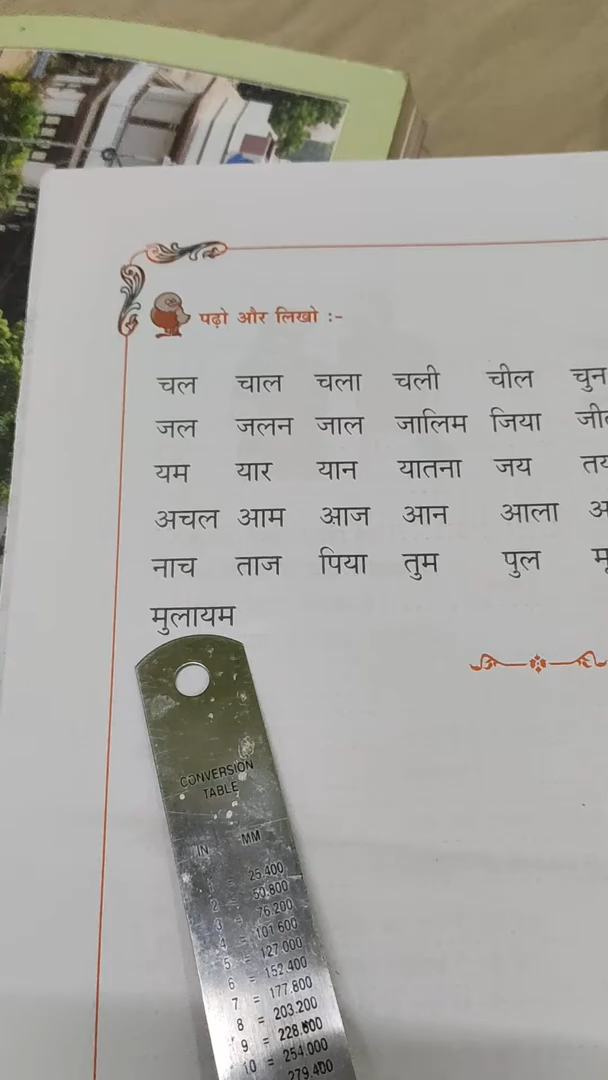 पढ़ो और लिखो :-
चल चाल चला चली चील चुन
जल जलन जाल जालिम जिया
यम यार यान यातना जय
अचल आम आज आन आला
नाच ताज पिया तुम पुल
मुलायम
CONVERSION
TABLE
IN MM
1 = 25.400
2 = 50.800
3 = 76.200
4 = 101.600
5 = 127.000
6 = 152.400
7 = 177.800
8 = 203.200
9 = 228.600
10 = 254.000
279.400